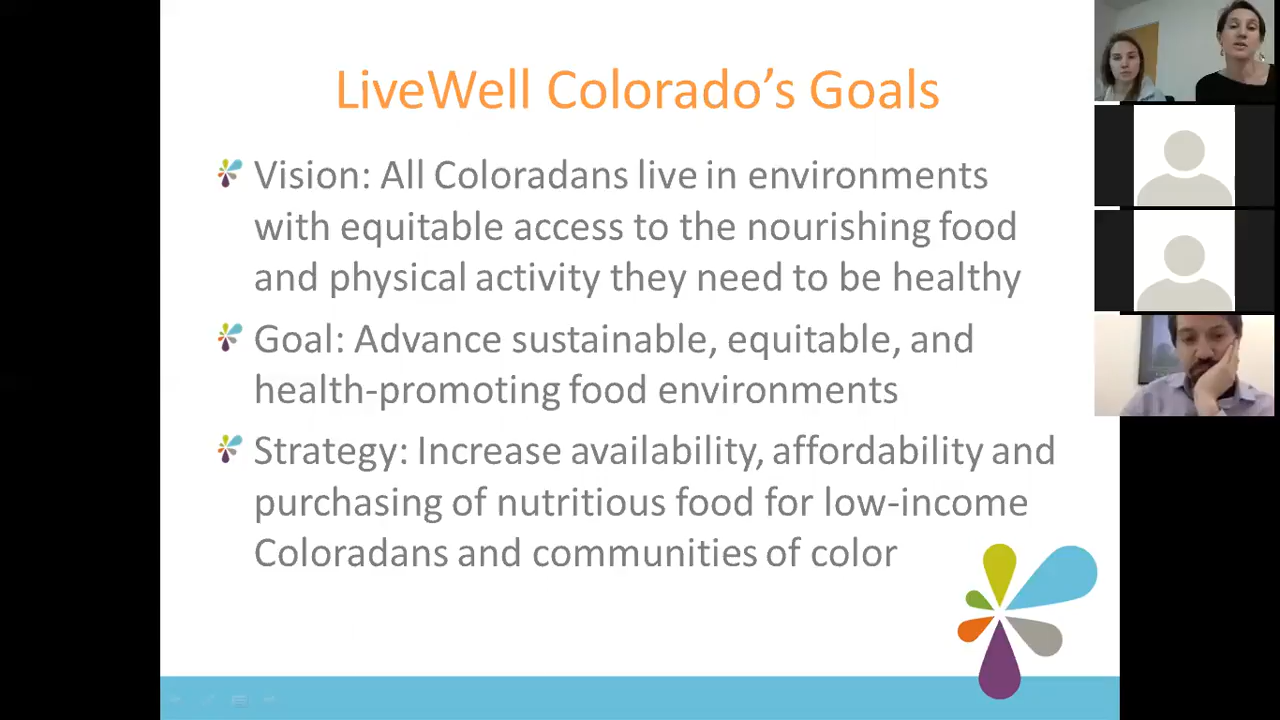 LiveWell Colorado’s Goals
Vision: All Coloradans live in environments
with equitable access to the nourishing food
and physical activity they need to be healthy
Goal: Advance sustainable, equitable, and
health-promoting food environments
Strategy: Increase availability, affordability and
purchasing of nutritious food for low-income
Coloradans and communities of color